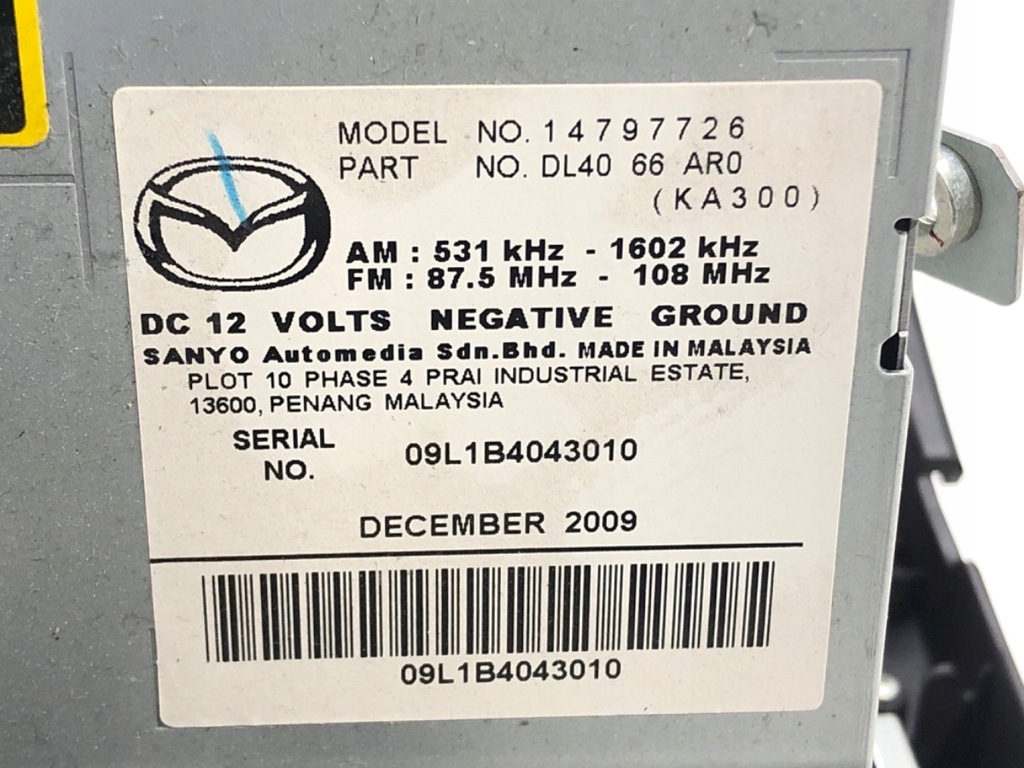 MODEL NO. 14797726
PART NO. DL40 66 AR0
(KA300)
AM : 531 kHz - 1602 kHz
FM : 87.5 MHz - 108 MHz
DC 12 VOLTS NEGATIVE GROUND
SANYO Automedia Sdn.Bhd. MADE IN MALAYSIA
PLOT 10 PHASE 4 PRAI INDUSTRIAL ESTATE,
13600, PENANG MALAYSIA
SERIAL NO. 09L1B4043010
DECEMBER 2009
09L1B4043010